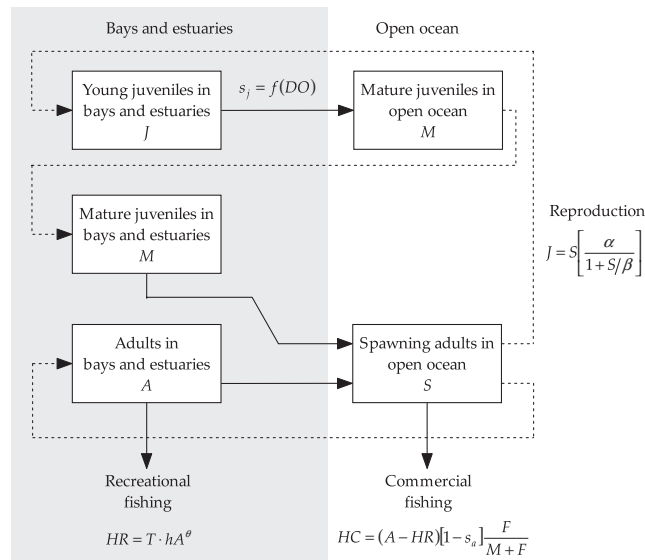 Bays and estuaries
Open ocean
Young juveniles in
bays and estuaries
J
s_j = f(DO)
Mature juveniles in
open ocean
M
Mature juveniles in
bays and estuaries
M
Reproduction
J = S[α / (1 + S/β)]
Adults in
bays and estuaries
A
Spawning adults in
open ocean
S
Recreational
fishing
HR = T · hA^θ
Commercial
fishing
HC = (A – HR)[1 – s_a] F / (M + F)